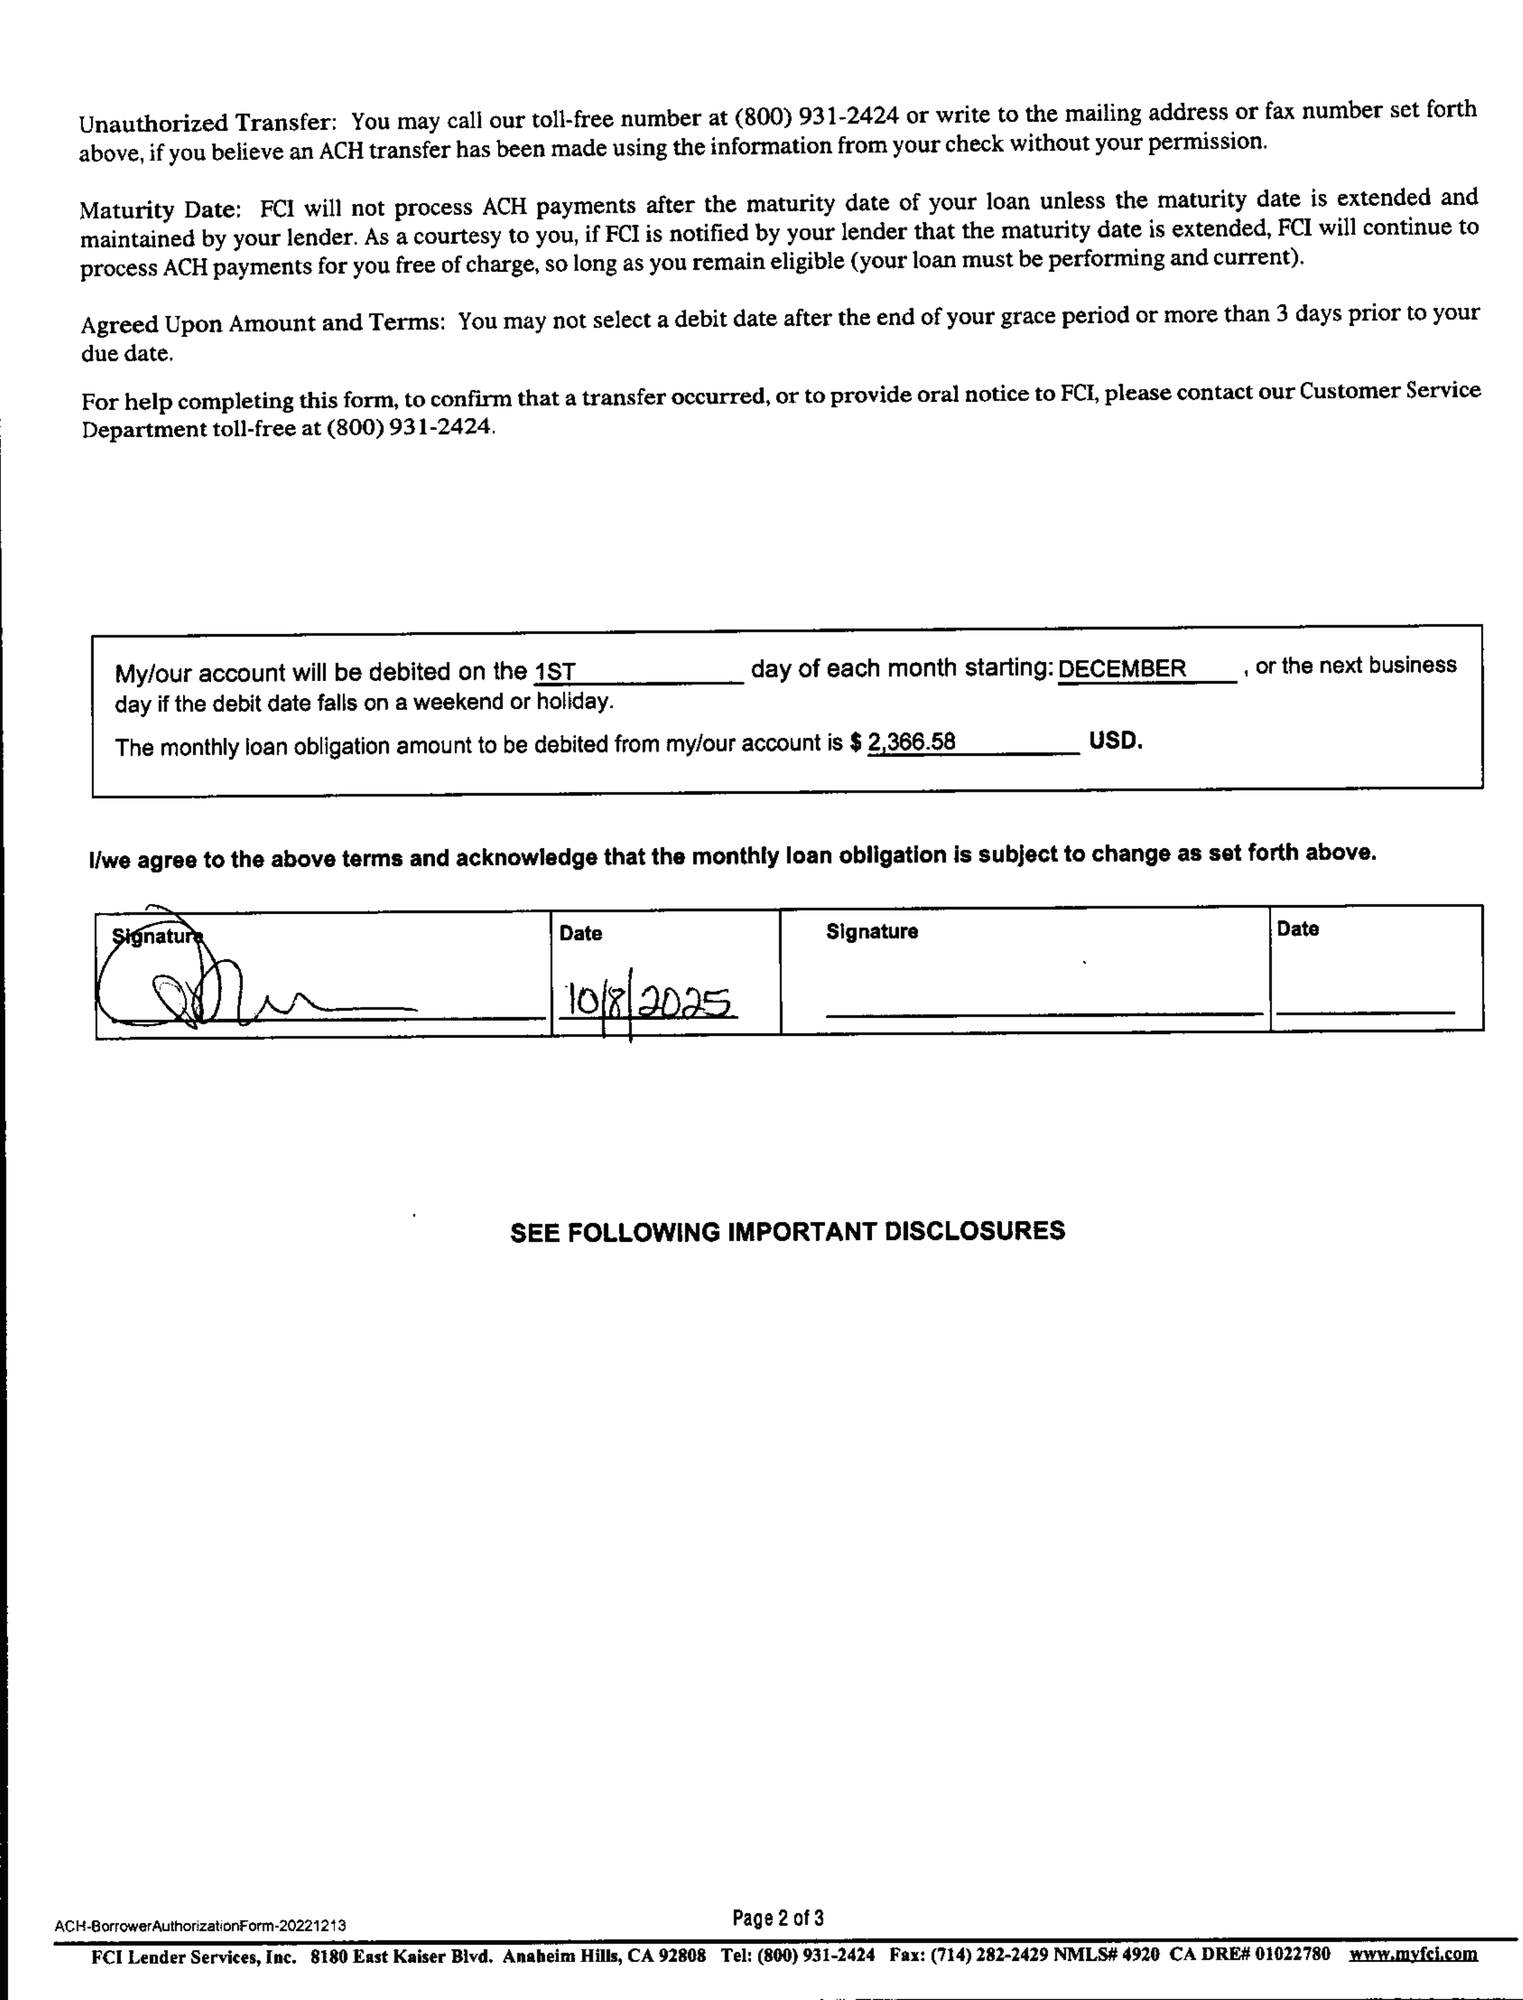 Unauthorized Transfer: You may call our toll-free number at (800) 931-2424 or write to the mailing address or fax number set forth
above, if you believe an ACH transfer has been made using the information from your check without your permission.
Maturity Date: FCI will not process ACH payments after the maturity date of your loan unless the maturity date is extended and
maintained by your lender. As a courtesy to you, if FCI is notified by your lender that the maturity date is extended, FCI will continue to
process ACH payments for you free of charge, so long as you remain eligible (your loan must be performing and current).
Agreed Upon Amount and Terms: You may not select a debit date after the end of your grace period or more than 3 days prior to your
due date.
For help completing this form, to confirm that a transfer occurred, or to provide oral notice to FCI, please contact our Customer Service
Department toll-free at (800) 931-2424.
My/our account will be debited on the 1ST day of each month starting: DECEMBER , or the next business
day if the debit date falls on a weekend or holiday.
The monthly loan obligation amount to be debited from my/our account is $ 2,366.58 USD.
I/we agree to the above terms and acknowledge that the monthly loan obligation is subject to change as set forth above.
Signature Date Signature Date
10/8/2025
SEE FOLLOWING IMPORTANT DISCLOSURES
ACH-BorrowerAuthorizationForm-20221213 Page 2 of 3
FCI Lender Services, Inc. 8180 East Kaiser Blvd. Anaheim Hills, CA 92808 Tel: (800) 931-2424 Fax: (714) 282-2429 NMLS# 4920 CA DRE# 01022780 www.myfci.com